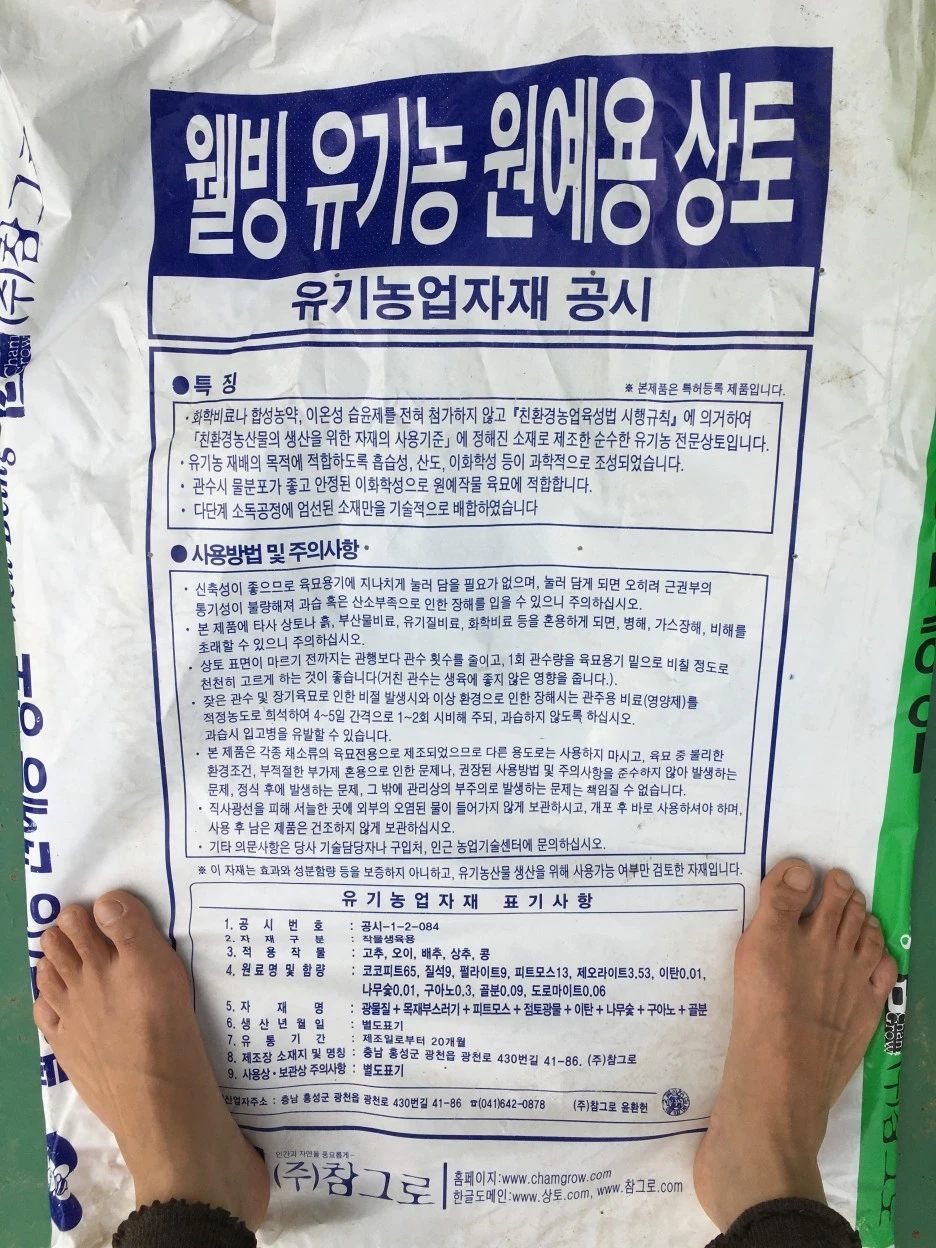 웰빙 유기농 원예용 상토
유기농업자재 공시
●특 징
※ 본제품은 특허등록 제품입니다.
· 화학비료나 합성농약, 이온성 습윤제를 전혀 첨가하지 않고 『친환경농업육성법 시행규칙』에 의거하여
「친환경농산물의 생산을 위한 자재의 사용기준」에 정해진 소재로 제조한 순수한 유기농 전문상토입니다.
· 유기농 재배의 목적에 적합하도록 흡습성, 산도, 이화학성 등이 과학적으로 조성되었습니다.
· 관수시 물분포가 좋고 안정된 이화학성으로 원예작물 육묘에 적합합니다.
· 다단계 소독공정에 엄선된 소재만을 기술적으로 배합하였습니다
●사용방법 및 주의사항
· 신축성이 좋으므로 육묘용기에 지나치게 눌러 담을 필요가 없으며, 눌러 담게 되면 오히려 근권부의
통기성이 불량해져 과습 혹은 산소부족으로 인한 장해를 입을 수 있으니 주의하십시오.
· 본 제품에 타사 상토나 흙, 부산물비료, 유기질비료, 화학비료 등을 혼용하게 되면, 병해, 가스장해, 비해를
초래할 수 있으니 주의하십시오.
· 상토 표면이 마르기 전까지는 관행보다 관수 횟수를 줄이고, 1회 관수량을 육묘용기 밑으로 비칠 정도로
천천히 고르게 하는 것이 좋습니다(거친 관수는 생육에 좋지 않은 영향을 줍니다.).
· 잦은 관수 및 장기육묘로 인한 비절 발생시와 이상 환경으로 인한 장해시는 관주용 비료(영양제)를
적정농도로 희석하여 4~5일 간격으로 1~2회 시비해 주되, 과습하지 않도록 하십시오.
과습시 입고병을 유발할 수 있습니다.
· 본 제품은 각종 채소류의 육묘전용으로 제조되었으므로 다른 용도로는 사용하지 마시고, 육묘 중 불리한
환경조건, 부적절한 부가제 혼용으로 인한 문제나, 권장된 사용방법 및 주의사항을 준수하지 않아 발생하는
문제, 정식 후에 발생하는 문제, 그 밖에 관리상의 부주의로 발생하는 문제는 책임질 수 없습니다.
· 직사광선을 피해 서늘한 곳에 외부의 오염된 물이 들어가지 않게 보관하시고, 개포 후 바로 사용하셔야 하며,
사용 후 남은 제품은 건조하지 않게 보관하십시오.
· 기타 의문사항은 당사 기술담당자나 구입처, 인근 농업기술센터에 문의하십시오.
※ 이 자재는 효과와 성분함량 등을 보증하지 아니하고, 유기농산물 생산을 위해 사용가능 여부만 검토한 자재입니다.
유기농업자재 표기사항
1. 공 시 번 호 : 공시-1-2-084
2. 자 재 구 분 : 작물생육용
3. 적 용 작 물 : 고추, 오이, 배추, 상추, 콩
4. 원료명 및 함량 : 코코피트65, 질석9, 펄라이트9, 피트모스13, 제오라이트3.53, 이탄0.01,
나무숯0.01, 구아노0.3, 골분0.09, 도로마이트0.06
5. 자 재 명 : 광물질 + 목재부스러기 + 피트모스 + 점토광물 + 이탄 + 나무숯 + 구아노 + 골분
6. 생 산 년 월 일 : 별도표기
7. 유 통 기 간 : 제조일로부터 20개월
8. 제조장 소재지 및 명칭 : 충남 홍성군 광천읍 광천로 430번길 41-86. (주)참그로
9. 사용상·보관상 주의사항 : 별도표기
산업자주소 : 충남 홍성군 광천읍 광천로 430번길 41-86 ☎(041)642-0878 (주)참그로 윤환헌
인간과 자연을 풍요롭게~
(주)참그로
홈페이지:www.chamgrow.com
한글도메인:www.상토.com, www.참그로.com
(주)참그로
Cham
Grow